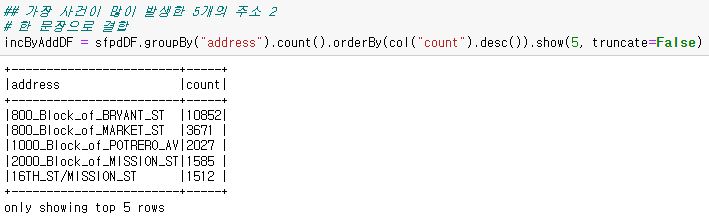 ## 가장 사건이 많이 발생한 5개의 주소 2
# 한 문장으로 결합
incByAddDF = sfpdDF.groupBy("address").count().orderBy(col("count").desc()).show(5, truncate=False)
+-------------------------+-----+
|address                  |count|
+-------------------------+-----+
|800_Block_of_BRYANT_ST   |10852|
|800_Block_of_MARKET_ST   |3671 |
|1000_Block_of_POTRERO_AV|2027 |
|2000_Block_of_MISSION_ST|1585 |
|16TH_ST/MISSION_ST       |1512 |
+-------------------------+-----+
only showing top 5 rows